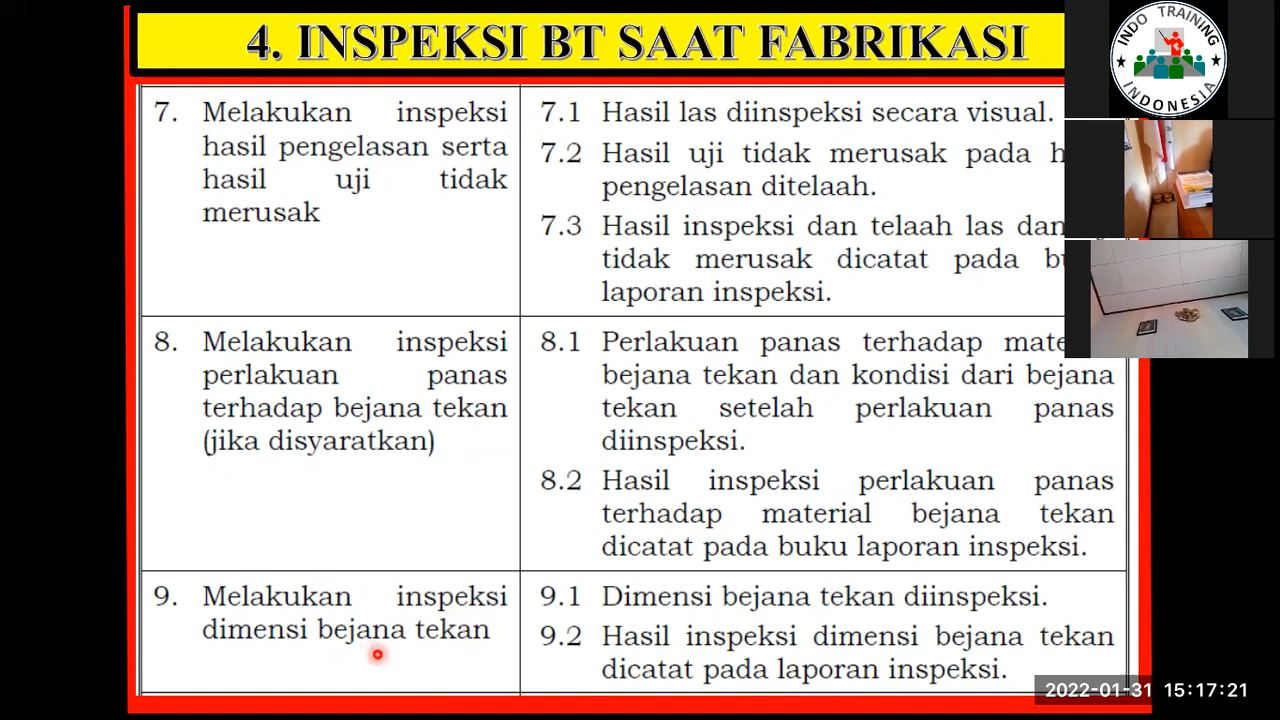 4. INSPEKSI BT SAAT FABRIKASI
7. Melakukan inspeksi
hasil pengelasan serta
hasil uji tidak
merusak
7.1 Hasil las diinspeksi secara visual.
7.2 Hasil uji tidak merusak pada
pengelasan ditelaah.
7.3 Hasil inspeksi dan telaah las dan
tidak merusak dicatat pada
laporan inspeksi.
8. Melakukan inspeksi
perlakuan panas
terhadap bejana tekan
(jika disyaratkan)
8.1 Perlakuan panas terhadap
bejana tekan dan kondisi dari bejana
tekan setelah perlakuan panas
diinspeksi.
8.2 Hasil inspeksi perlakuan panas
terhadap material bejana tekan
dicatat pada buku laporan inspeksi.
9. Melakukan inspeksi
dimensi bejana tekan
9.1 Dimensi bejana tekan diinspeksi.
9.2 Hasil inspeksi dimensi bejana tekan
dicatat pada laporan inspeksi.
INDO TRAINING
INDONESIA
2022-01-31 15:17:21